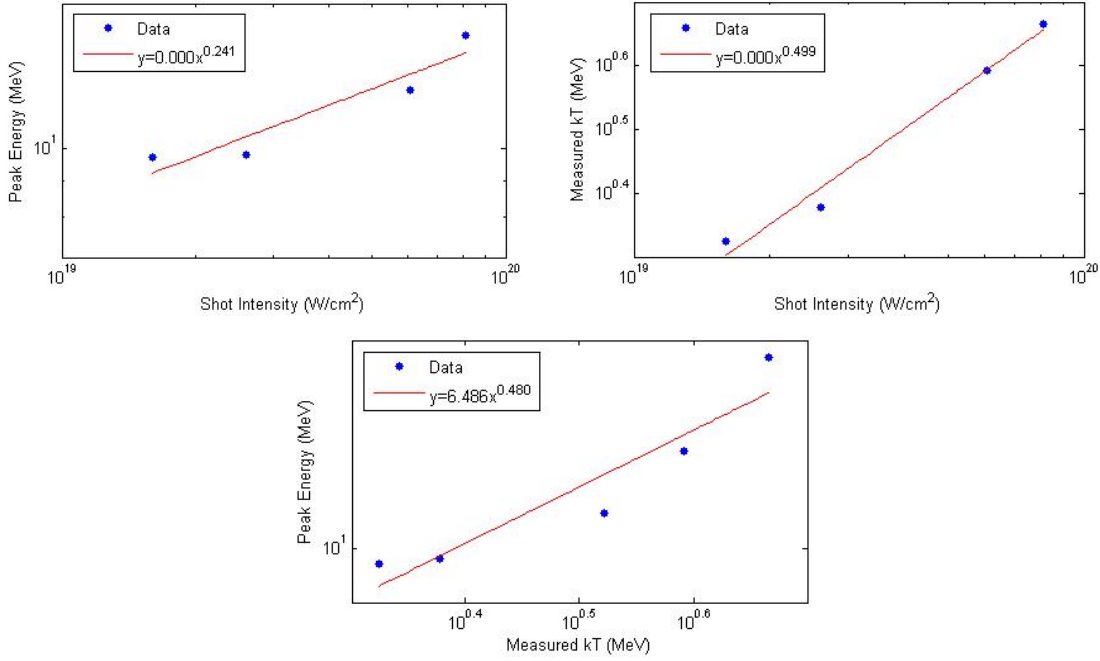 Data
y=0.000x^0.241
Peak Energy (MeV)
10^1
10^19
10^20
Shot Intensity (W/cm^2)
Data
y=0.000x^0.499
Measured kT (MeV)
10^0.6
10^0.5
10^0.4
10^19
10^20
Shot Intensity (W/cm^2)
Data
y=6.486x^0.480
Peak Energy (MeV)
10^1
10^0.4
10^0.5
10^0.6
Measured kT (MeV)